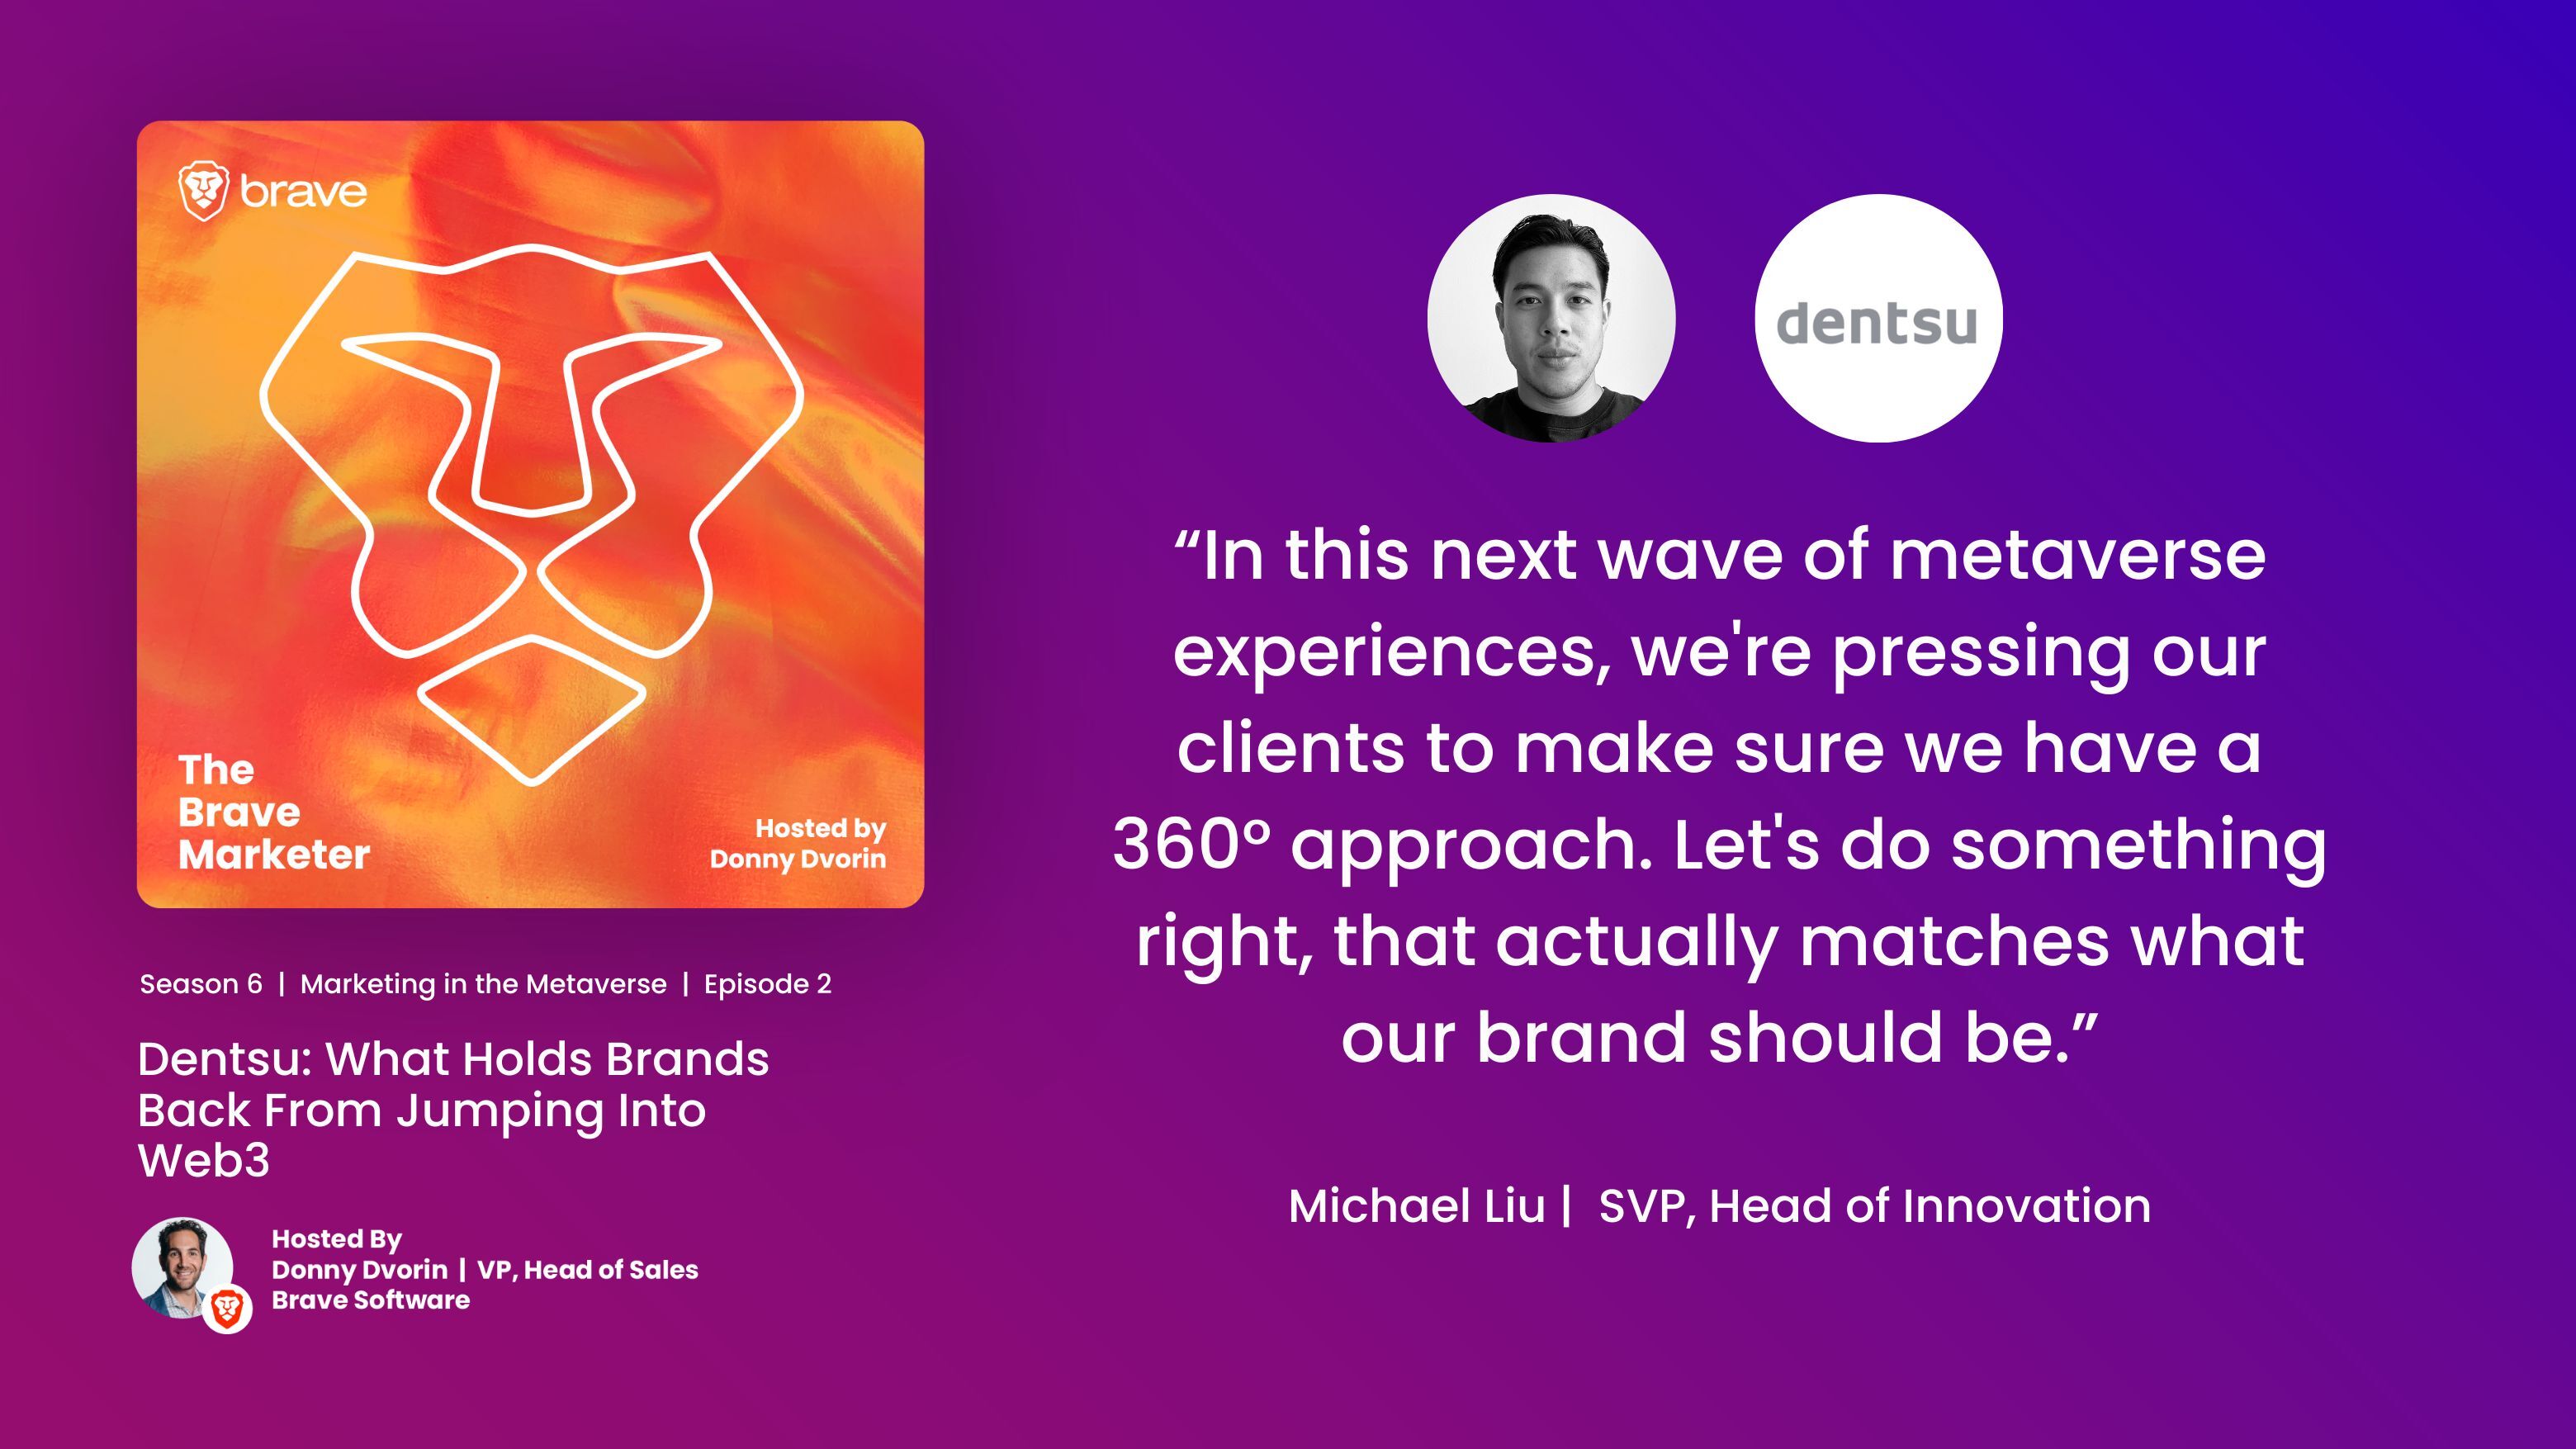 brave
The
Brave
Marketer
Hosted by
Donny Dvorin
Season 6 | Marketing in the Metaverse | Episode 2
Dentsu: What Holds Brands
Back From Jumping Into
Web3
Hosted By
Donny Dvorin | VP, Head of Sales
Brave Software
dentsu
“In this next wave of metaverse
experiences, we're pressing our
clients to make sure we have a
360° approach. Let's do something
right, that actually matches what
our brand should be.”
Michael Liu | SVP, Head of Innovation